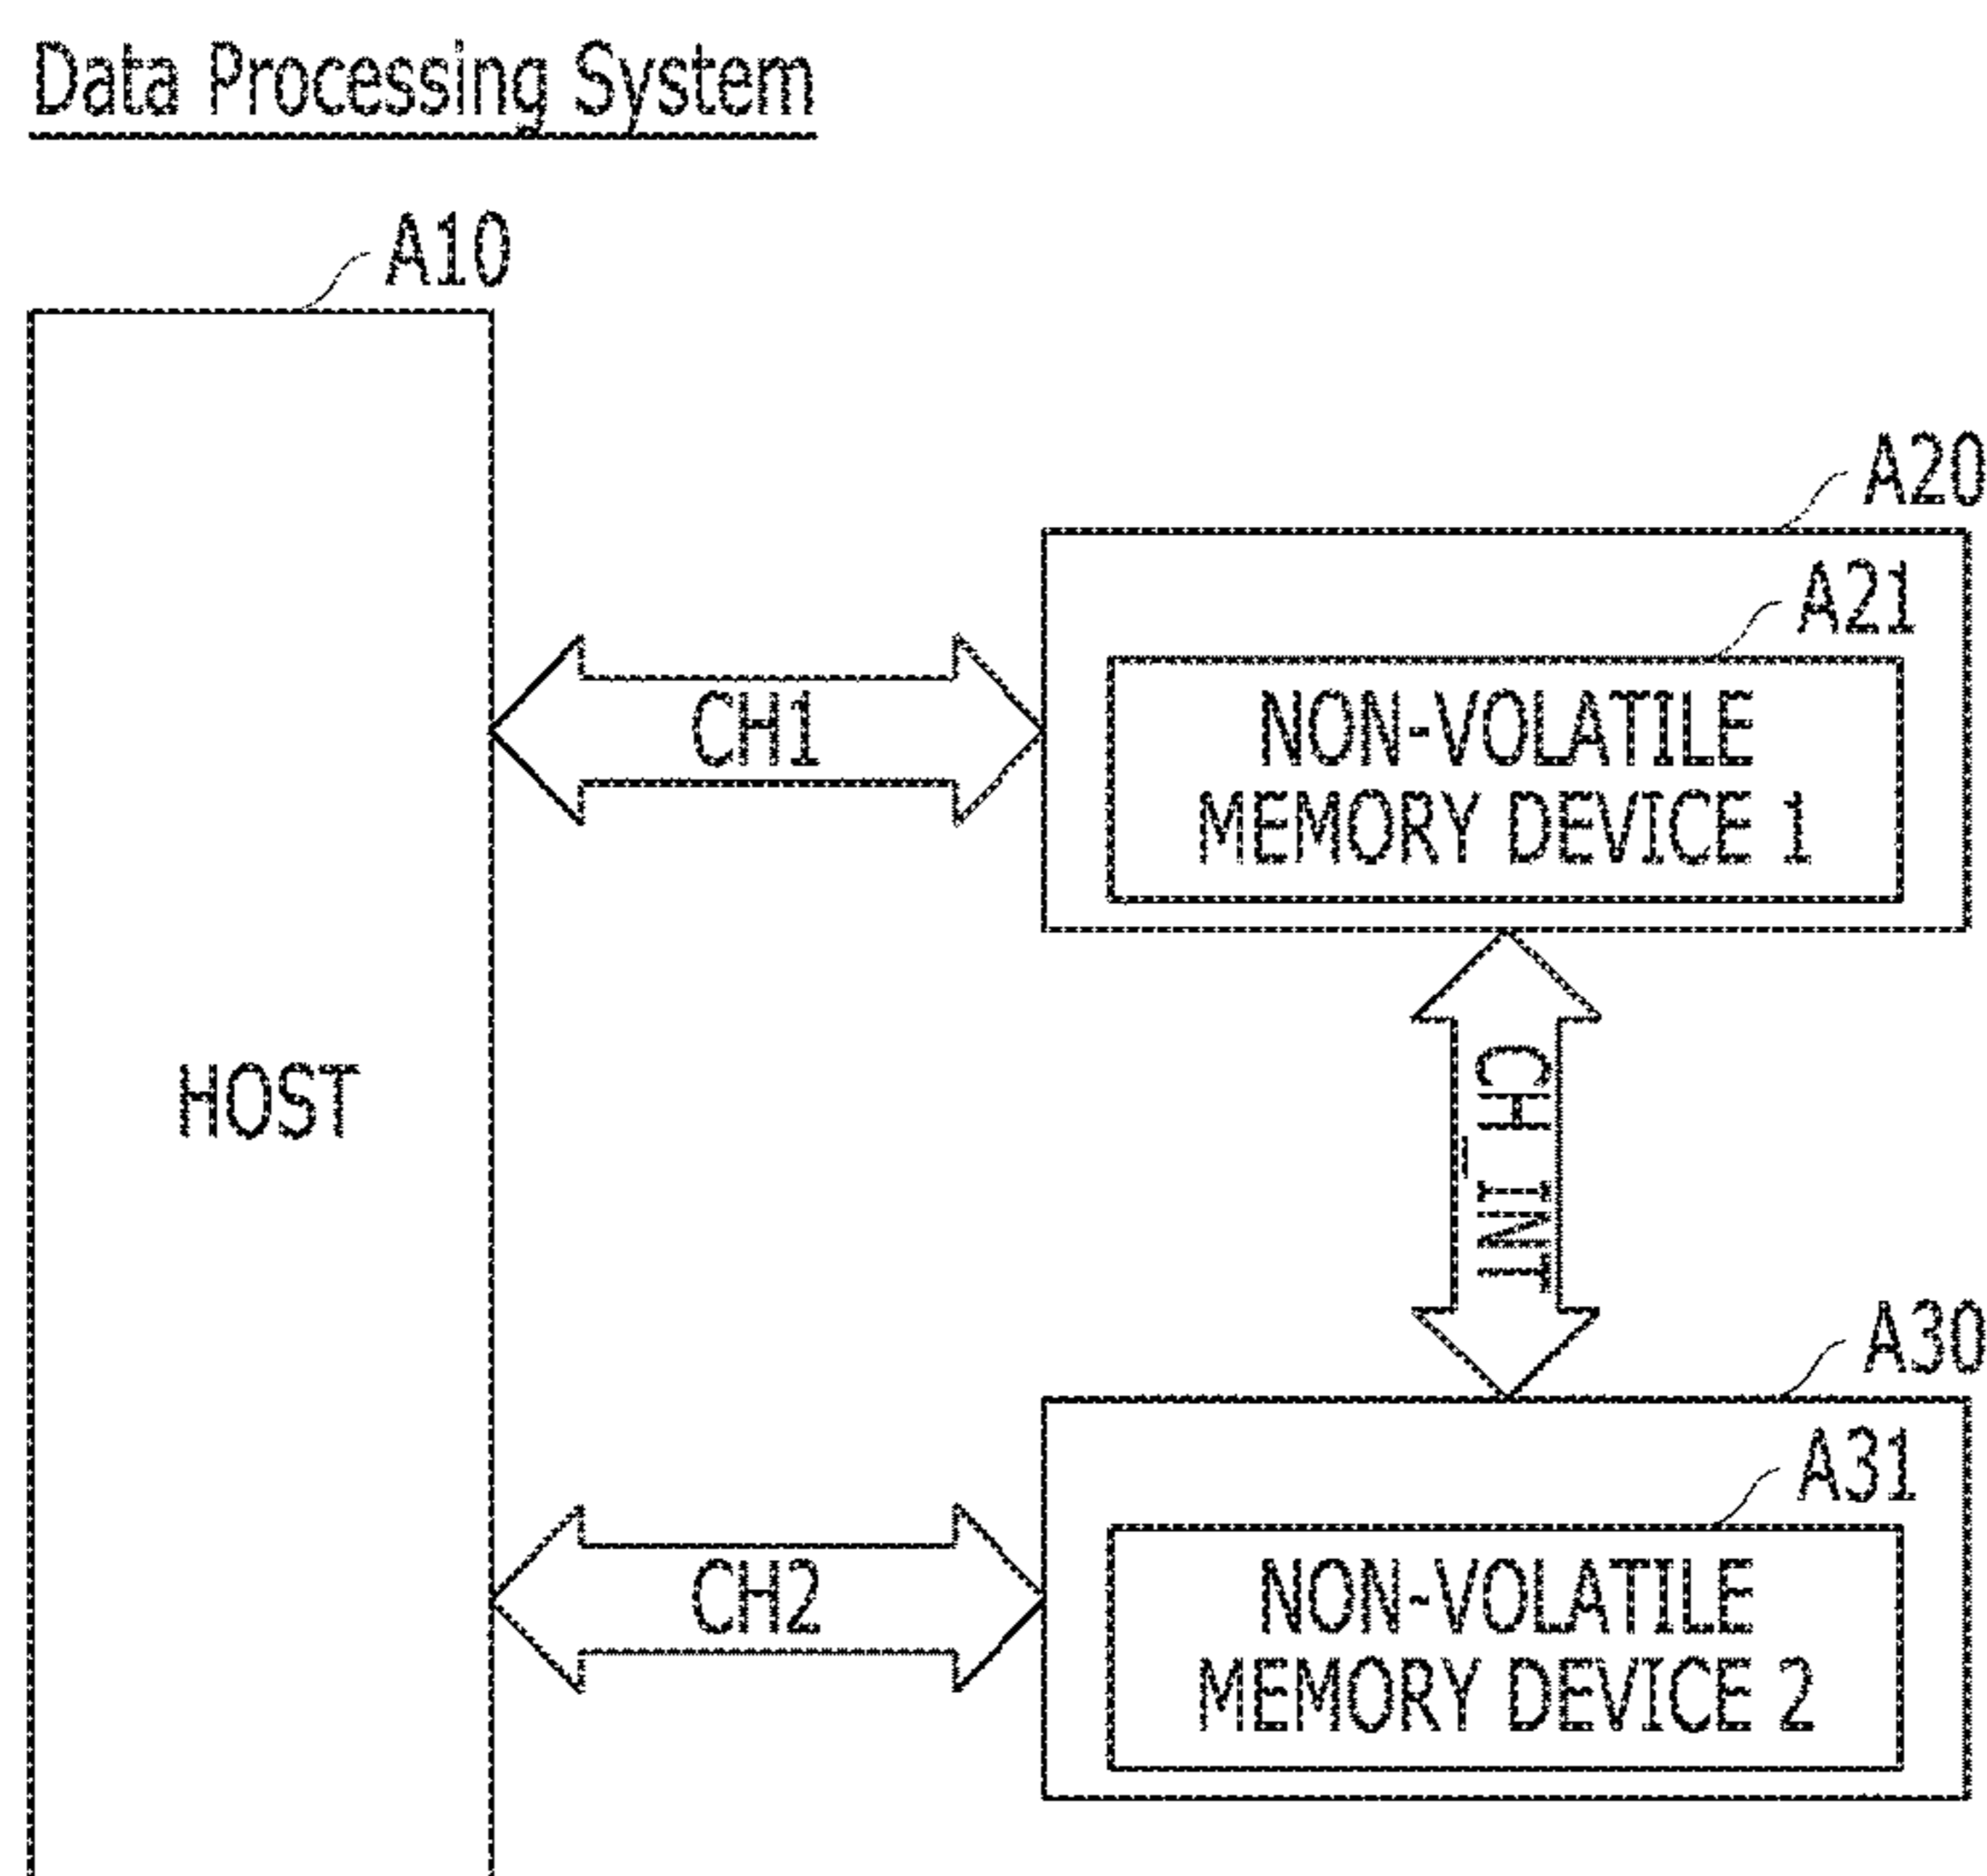 Data Processing System
A10
A20
A21
CH1
NON-VOLATILE
MEMORY DEVICE 1
HOST
CH_INT
A30
A31
CH2
NON-VOLATILE
MEMORY DEVICE 2